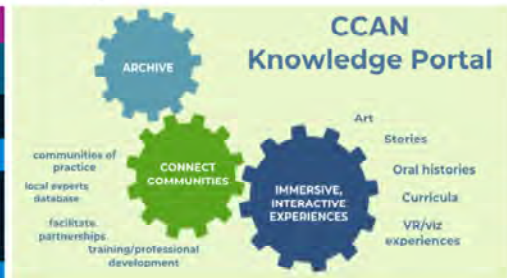 CCAN
Knowledge Portal
ARCHIVE
CONNECT
COMMUNITIES
IMMERSIVE,
INTERACTIVE
EXPERIENCES
communities of
practice
local experts
database
facilitate
partnerships
training/professional
development
Art
Stories
Oral histories
Curricula
VR/viz
experiences